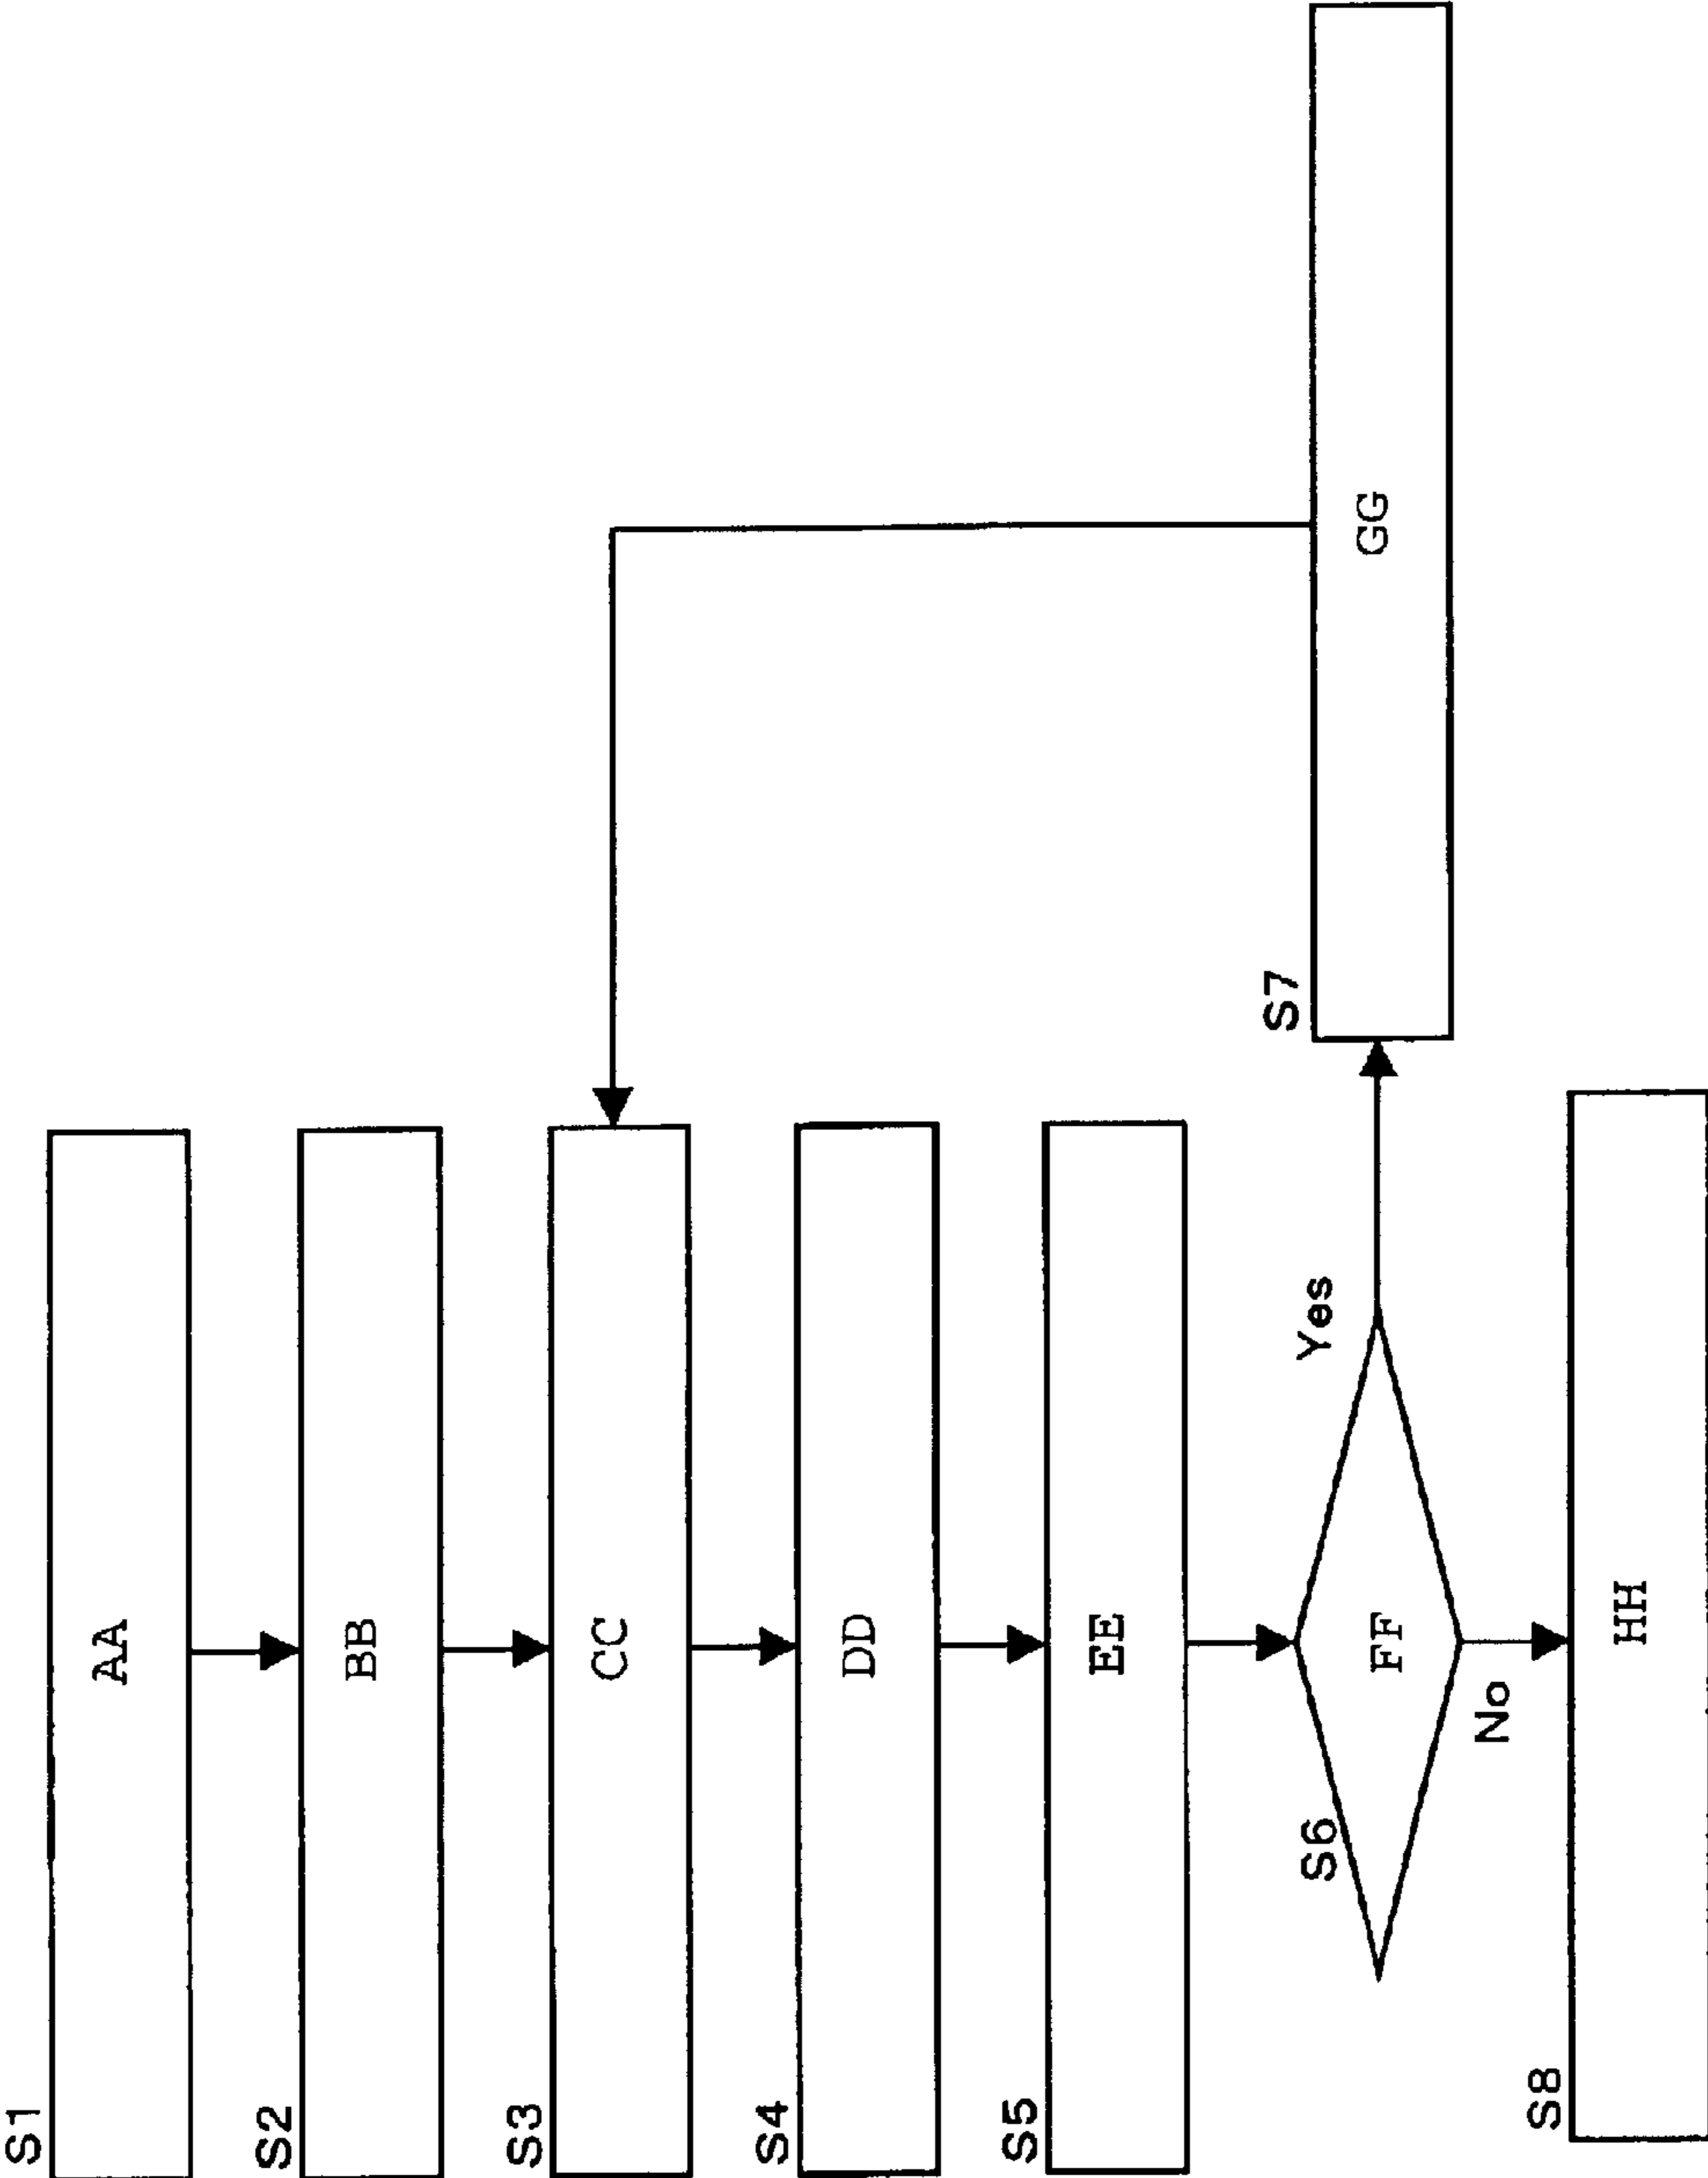 S1
AA
S2
BB
S3
CC
S4
DD
S5
EE
S6
FF
Yes
No
S7
GG
S8
HH